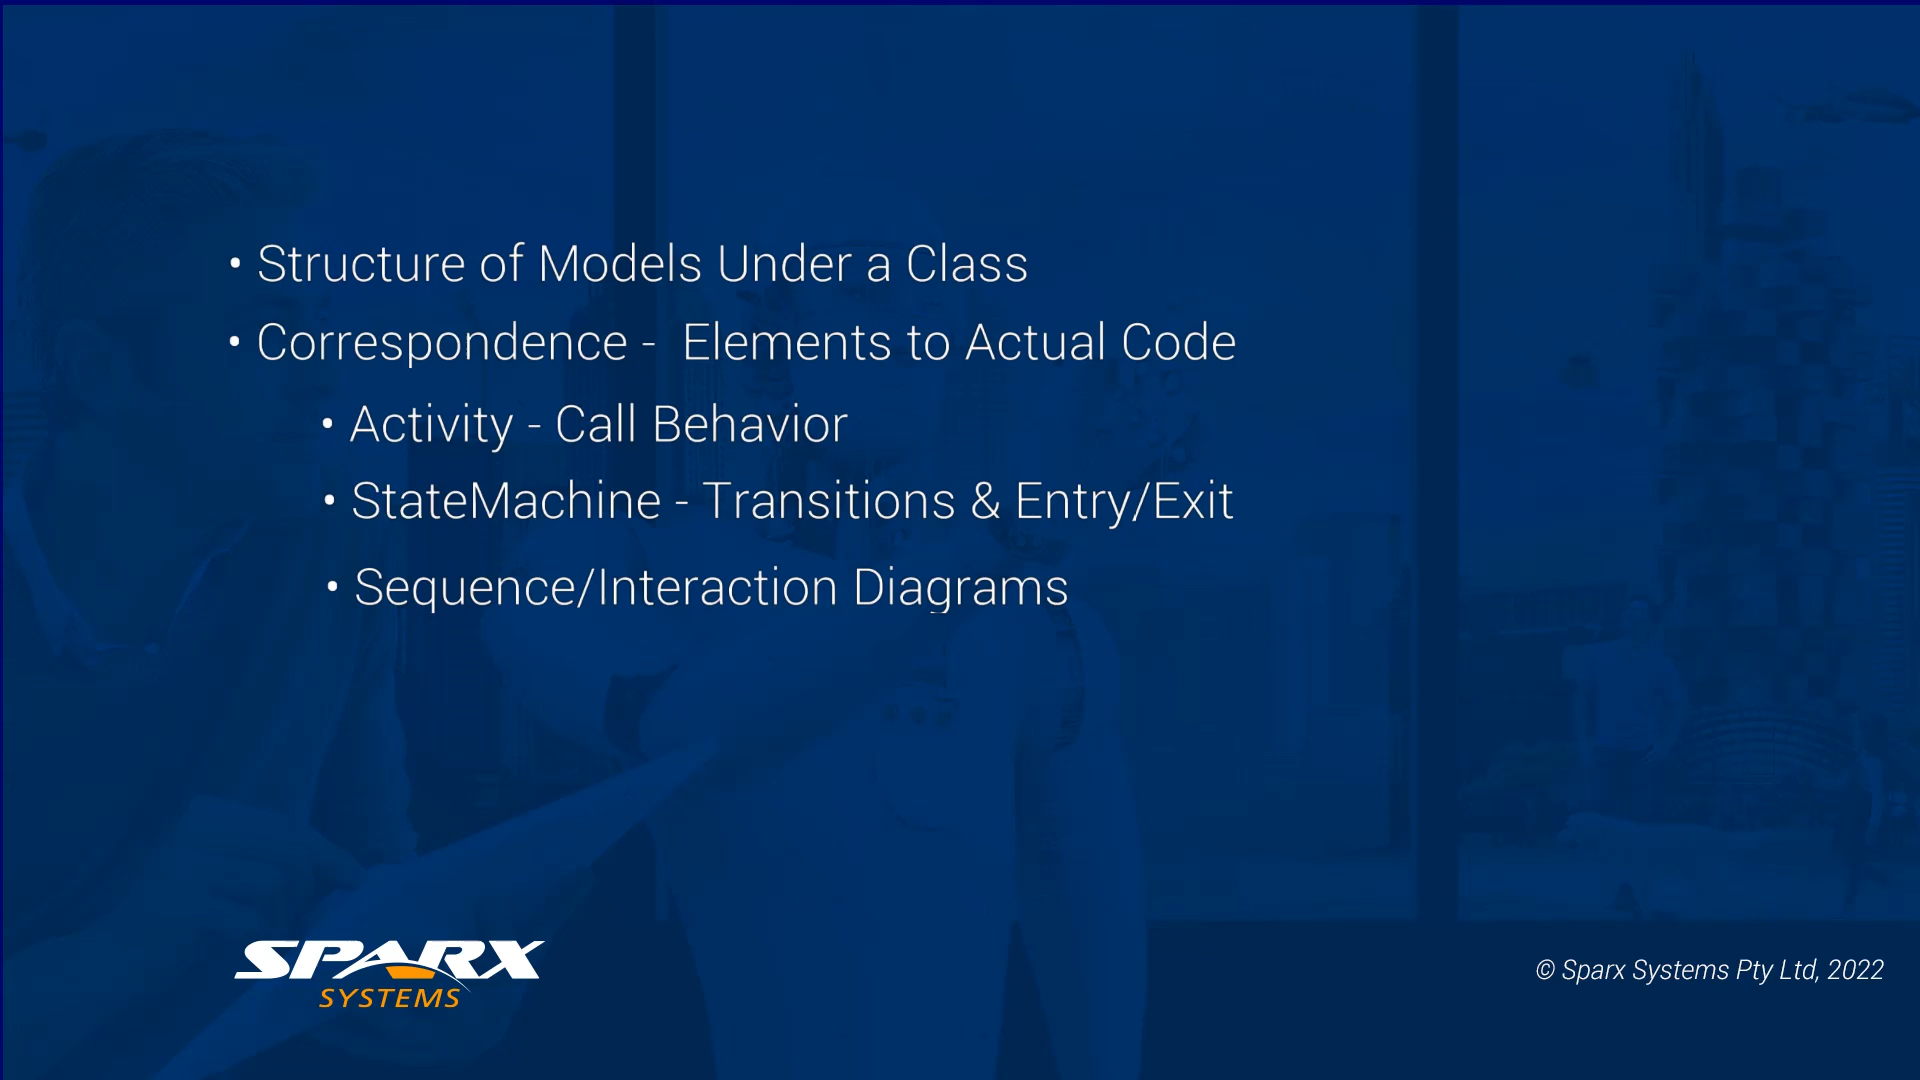 • Structure of Models Under a Class
• Correspondence -  Elements to Actual Code
• Activity - Call Behavior
• StateMachine - Transitions & Entry/Exit
• Sequence/Interaction Diagrams
SPARX
SYSTEMS
© Sparx Systems Pty Ltd, 2022